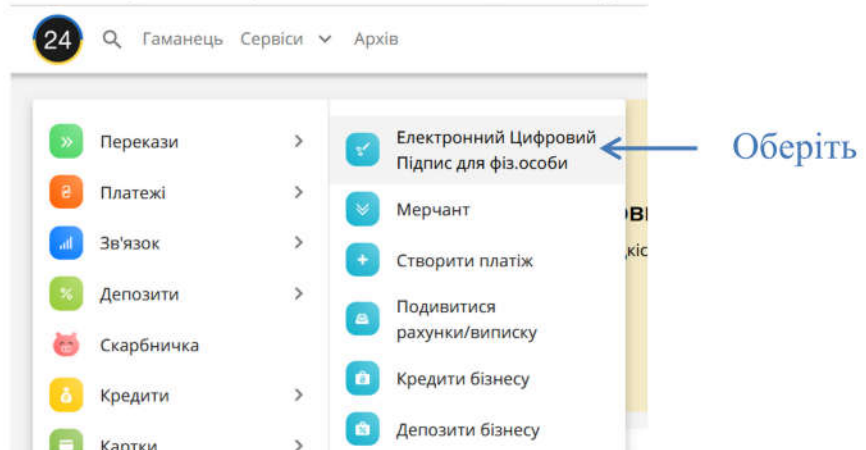 24 Гаманець Сервіси Архів
Перекази
Платежі
Зв'язок
Депозити
Скарбничка
Кредити
Картки
Електронний Цифровий
Підпис для фіз.особи
Мерчант
Створити платіж
Подивитися
рахунки/виписку
Кредити бізнесу
Депозити бізнесу
Оберіть